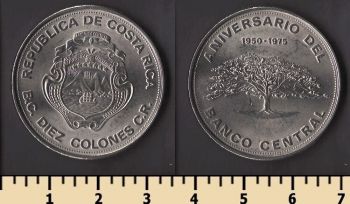 REPUBLICA DE COSTA RICA
B.C. DIEZ COLONES C.R.
ANIVERSARIO DEL
1950-1975
BANCO CENTRAL
1 2 3 4 5 6 7